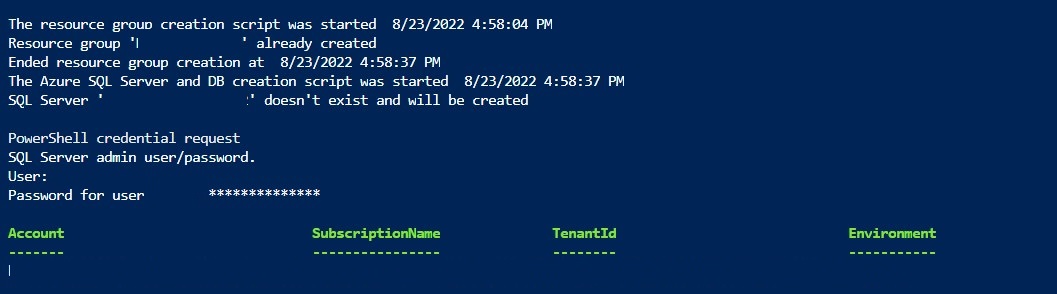 The resource group creation script was started  8/23/2022 4:58:04 PM
Resource group '              ' already created
Ended resource group creation at  8/23/2022 4:58:37 PM
The Azure SQL Server and DB creation script was started  8/23/2022 4:58:37 PM
SQL Server '                  ' doesn't exist and will be created
PowerShell credential request
SQL Server admin user/password.
User:
Password for user        **************
Account SubscriptionName TenantId Environment
------- ---------------- -------- -----------